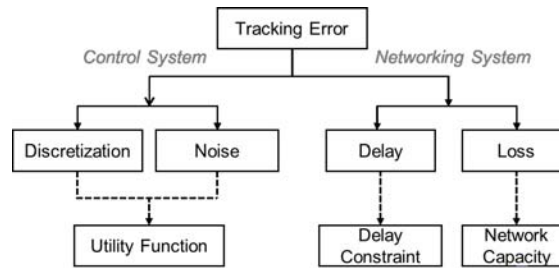 Tracking Error
Control System
Networking System
Discretization
Noise
Delay
Loss
Utility Function
Delay
Constraint
Network
Capacity